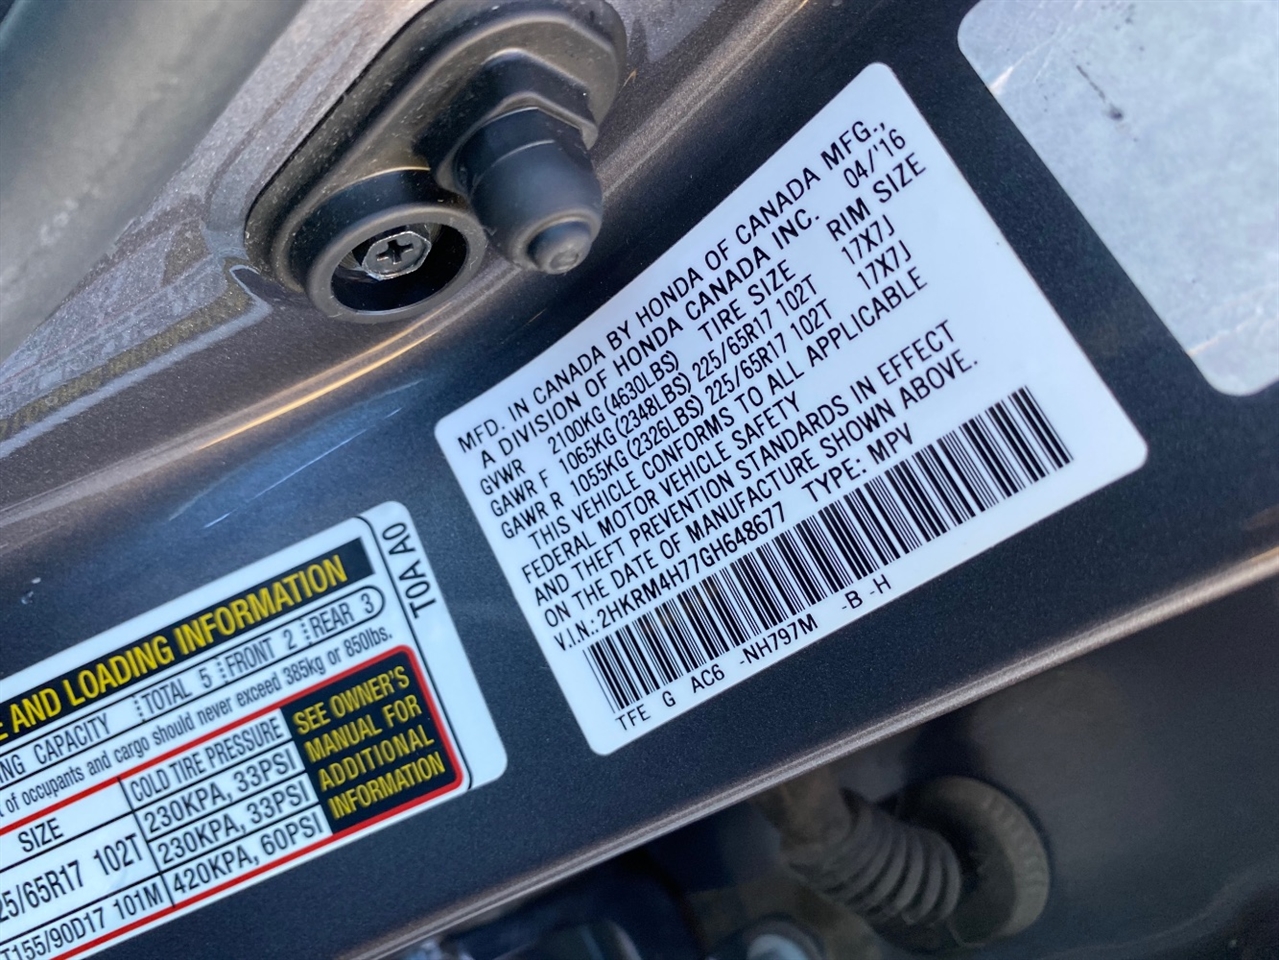 MFD. IN CANADA BY HONDA OF CANADA MFG.,
A DIVISION OF HONDA CANADA INC. 04/'16
GVWR 2100KG (4630LBS) TIRE SIZE RIM SIZE
GAWR F 1065KG (2348LBS) 225/65R17 102T 17X7J
GAWR R 1055KG (2326LBS) 225/65R17 102T 17X7J
THIS VEHICLE CONFORMS TO ALL APPLICABLE
FEDERAL MOTOR VEHICLE SAFETY
AND THEFT PREVENTION STANDARDS IN EFFECT
ON THE DATE OF MANUFACTURE SHOWN ABOVE.
V.I.N.: 2HKRM4H77GH648677 TYPE: MPV
TFE G AC6 -NH797M -B -H
T0A A0
AND LOADING INFORMATION
CAPACITY TOTAL 5 FRONT 2 REAR 3
of occupants and cargo should never exceed 385kg or 850lbs.
SIZE COLD TIRE PRESSURE
230KPA, 33PSI
25/65R17 102T 230KPA, 33PSI
T155/90D17 101M 420KPA, 60PSI
SEE OWNER'S
MANUAL FOR
ADDITIONAL
INFORMATION